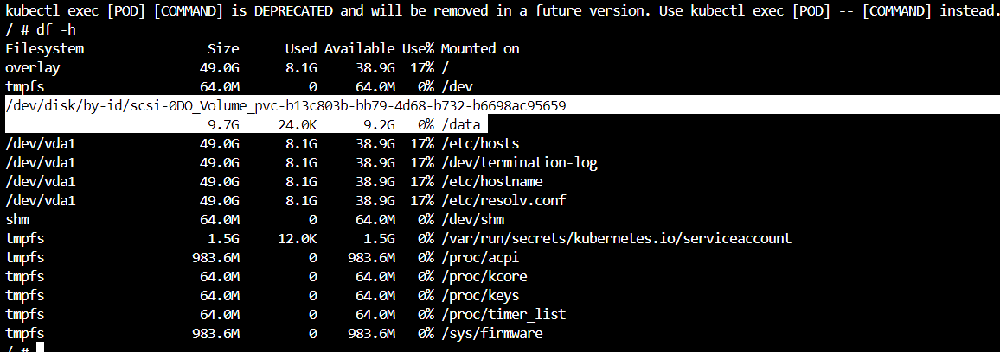 kubectl exec [POD] [COMMAND] is DEPRECATED and will be removed in a future version. Use kubectl exec [POD] -- [COMMAND] instead.
/ # df -h
Filesystem                Size      Used Available Use% Mounted on
overlay                  49.0G      8.1G     38.9G  17% /
tmpfs                    64.0M         0     64.0M   0% /dev
/dev/disk/by-id/scsi-0DO_Volume_pvc-b13c803b-bb79-4d68-b732-b6698ac95659
                          9.7G     24.0K      9.2G   0% /data
/dev/vda1                49.0G      8.1G     38.9G  17% /etc/hosts
/dev/vda1                49.0G      8.1G     38.9G  17% /dev/termination-log
/dev/vda1                49.0G      8.1G     38.9G  17% /etc/hostname
/dev/vda1                49.0G      8.1G     38.9G  17% /etc/resolv.conf
shm                      64.0M         0     64.0M   0% /dev/shm
tmpfs                     1.5G     12.0K      1.5G   0% /var/run/secrets/kubernetes.io/serviceaccount
tmpfs                   983.6M         0    983.6M   0% /proc/acpi
tmpfs                    64.0M         0     64.0M   0% /proc/kcore
tmpfs                    64.0M         0     64.0M   0% /proc/keys
tmpfs                    64.0M         0     64.0M   0% /proc/timer_list
tmpfs                   983.6M         0    983.6M   0% /sys/firmware
/ #